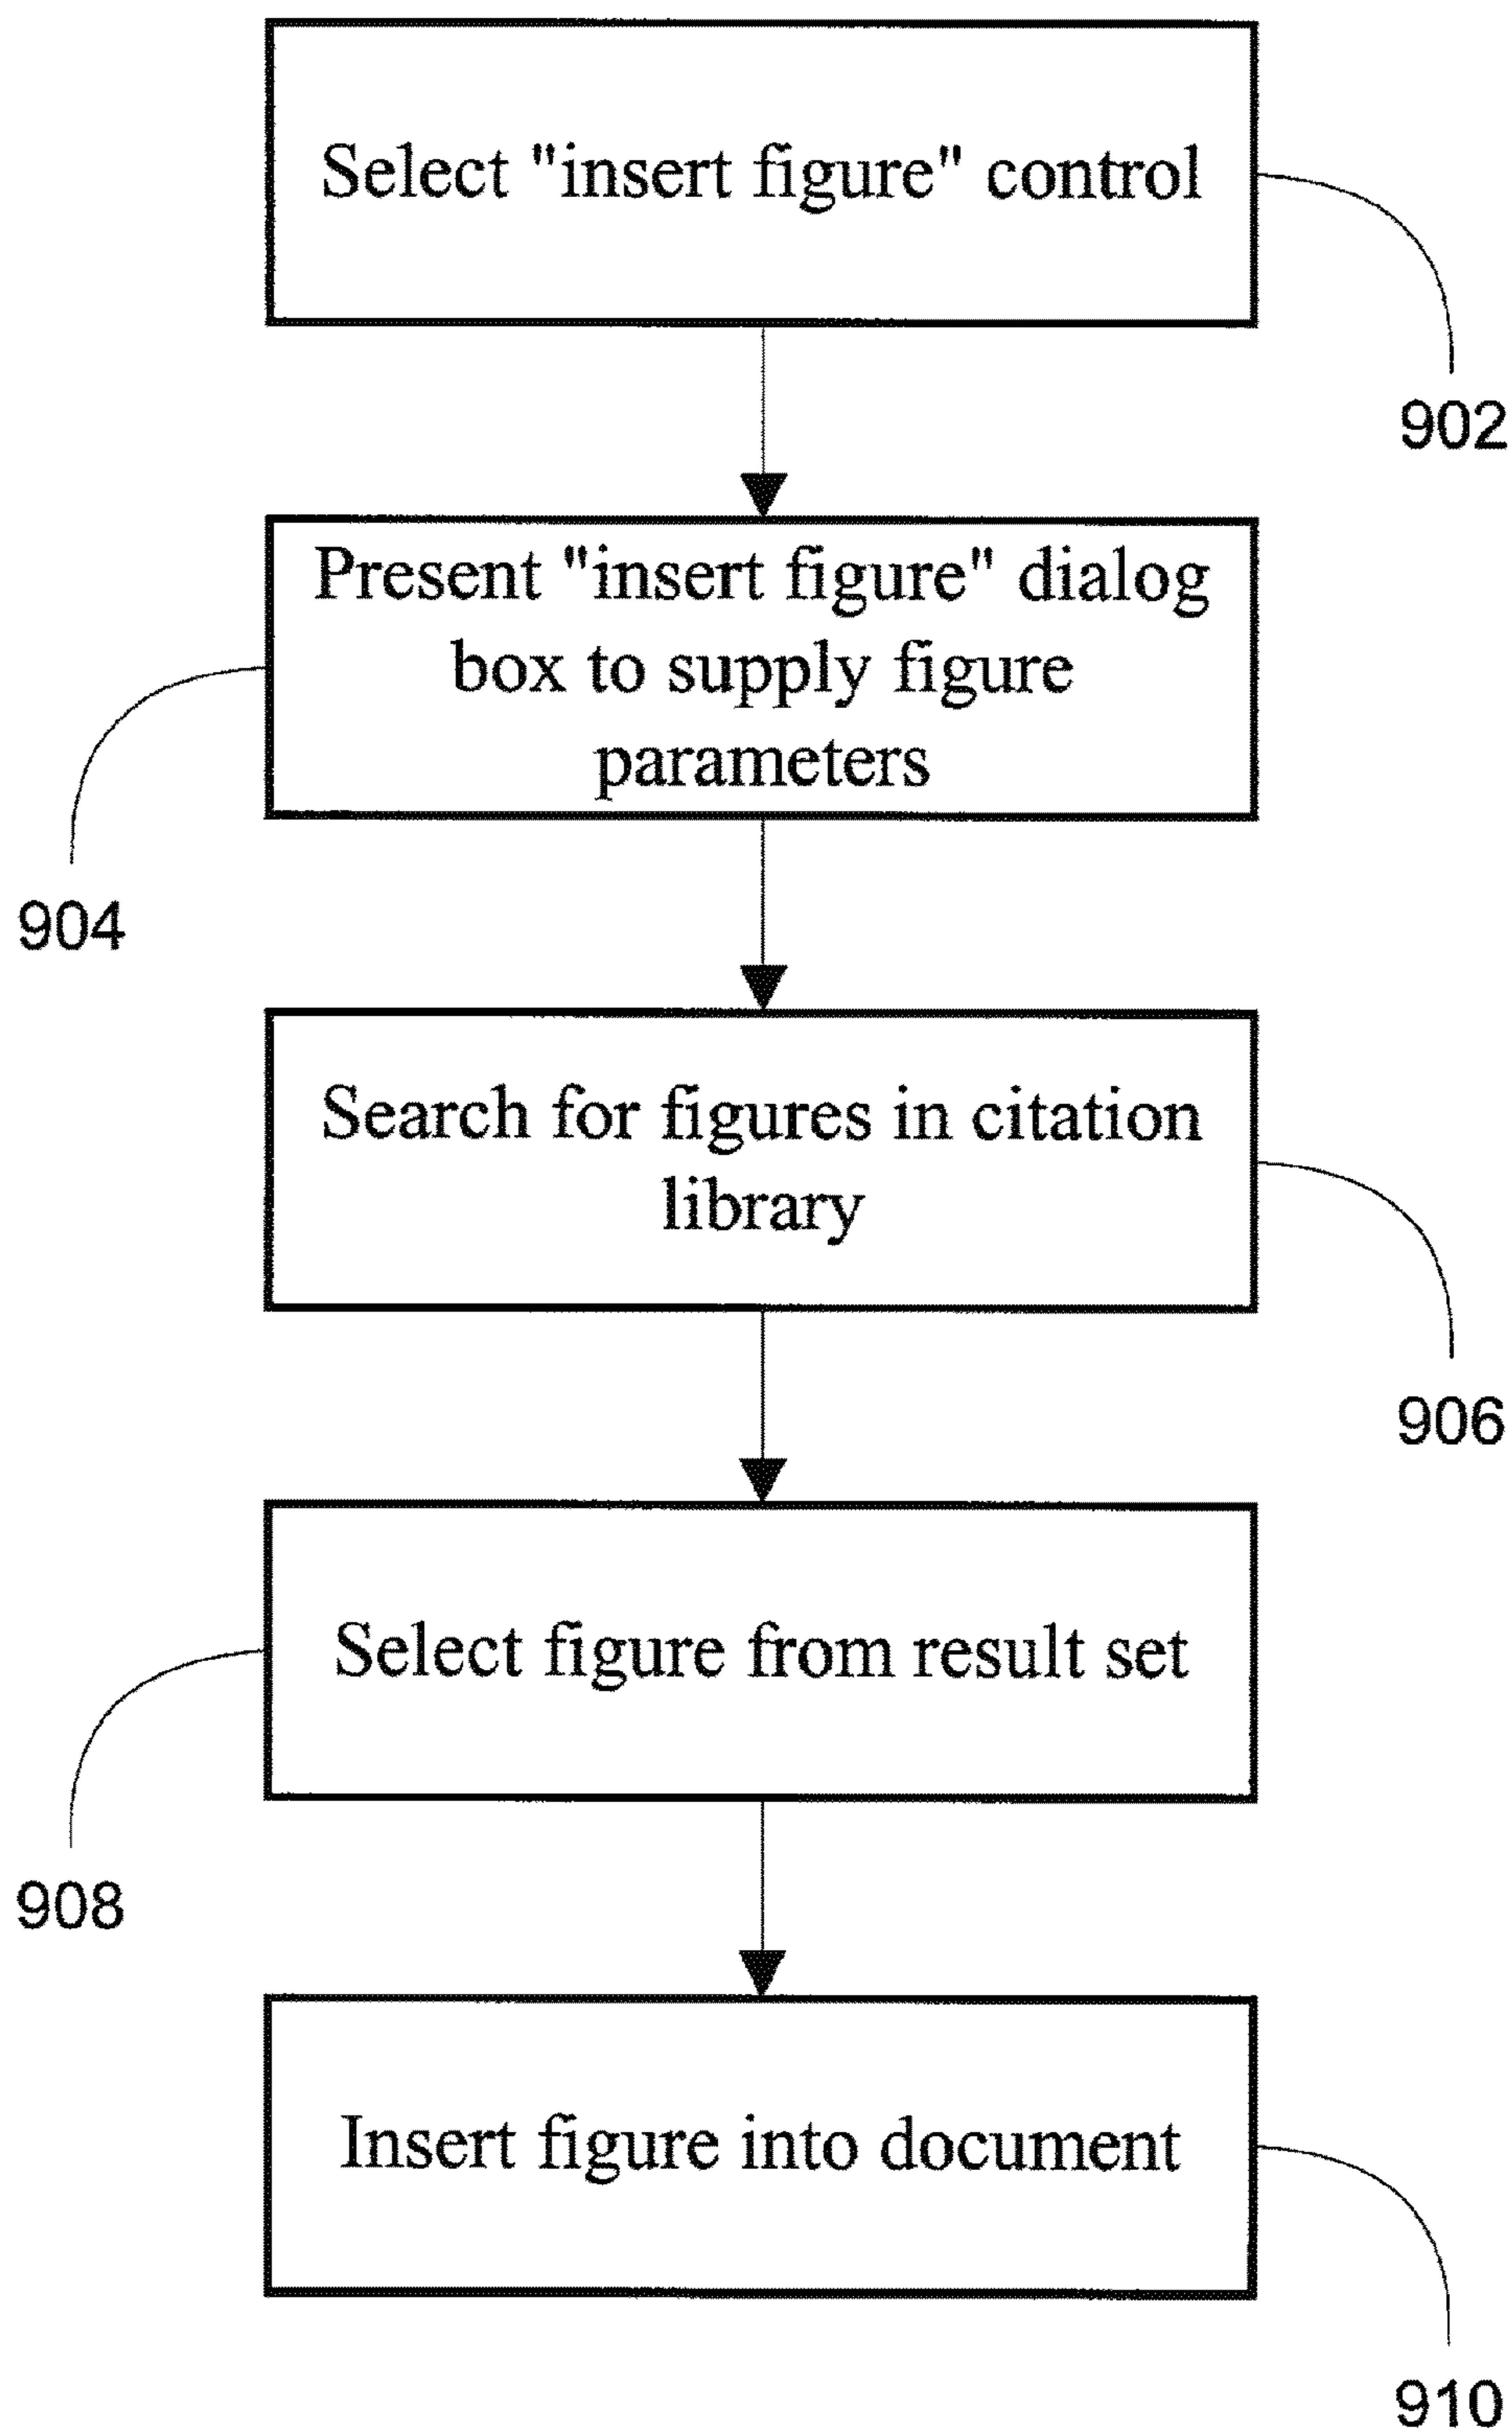 Select "insert figure" control
902
Present "insert figure" dialog
box to supply figure
parameters
904
Search for figures in citation
library
906
Select figure from result set
908
Insert figure into document
910